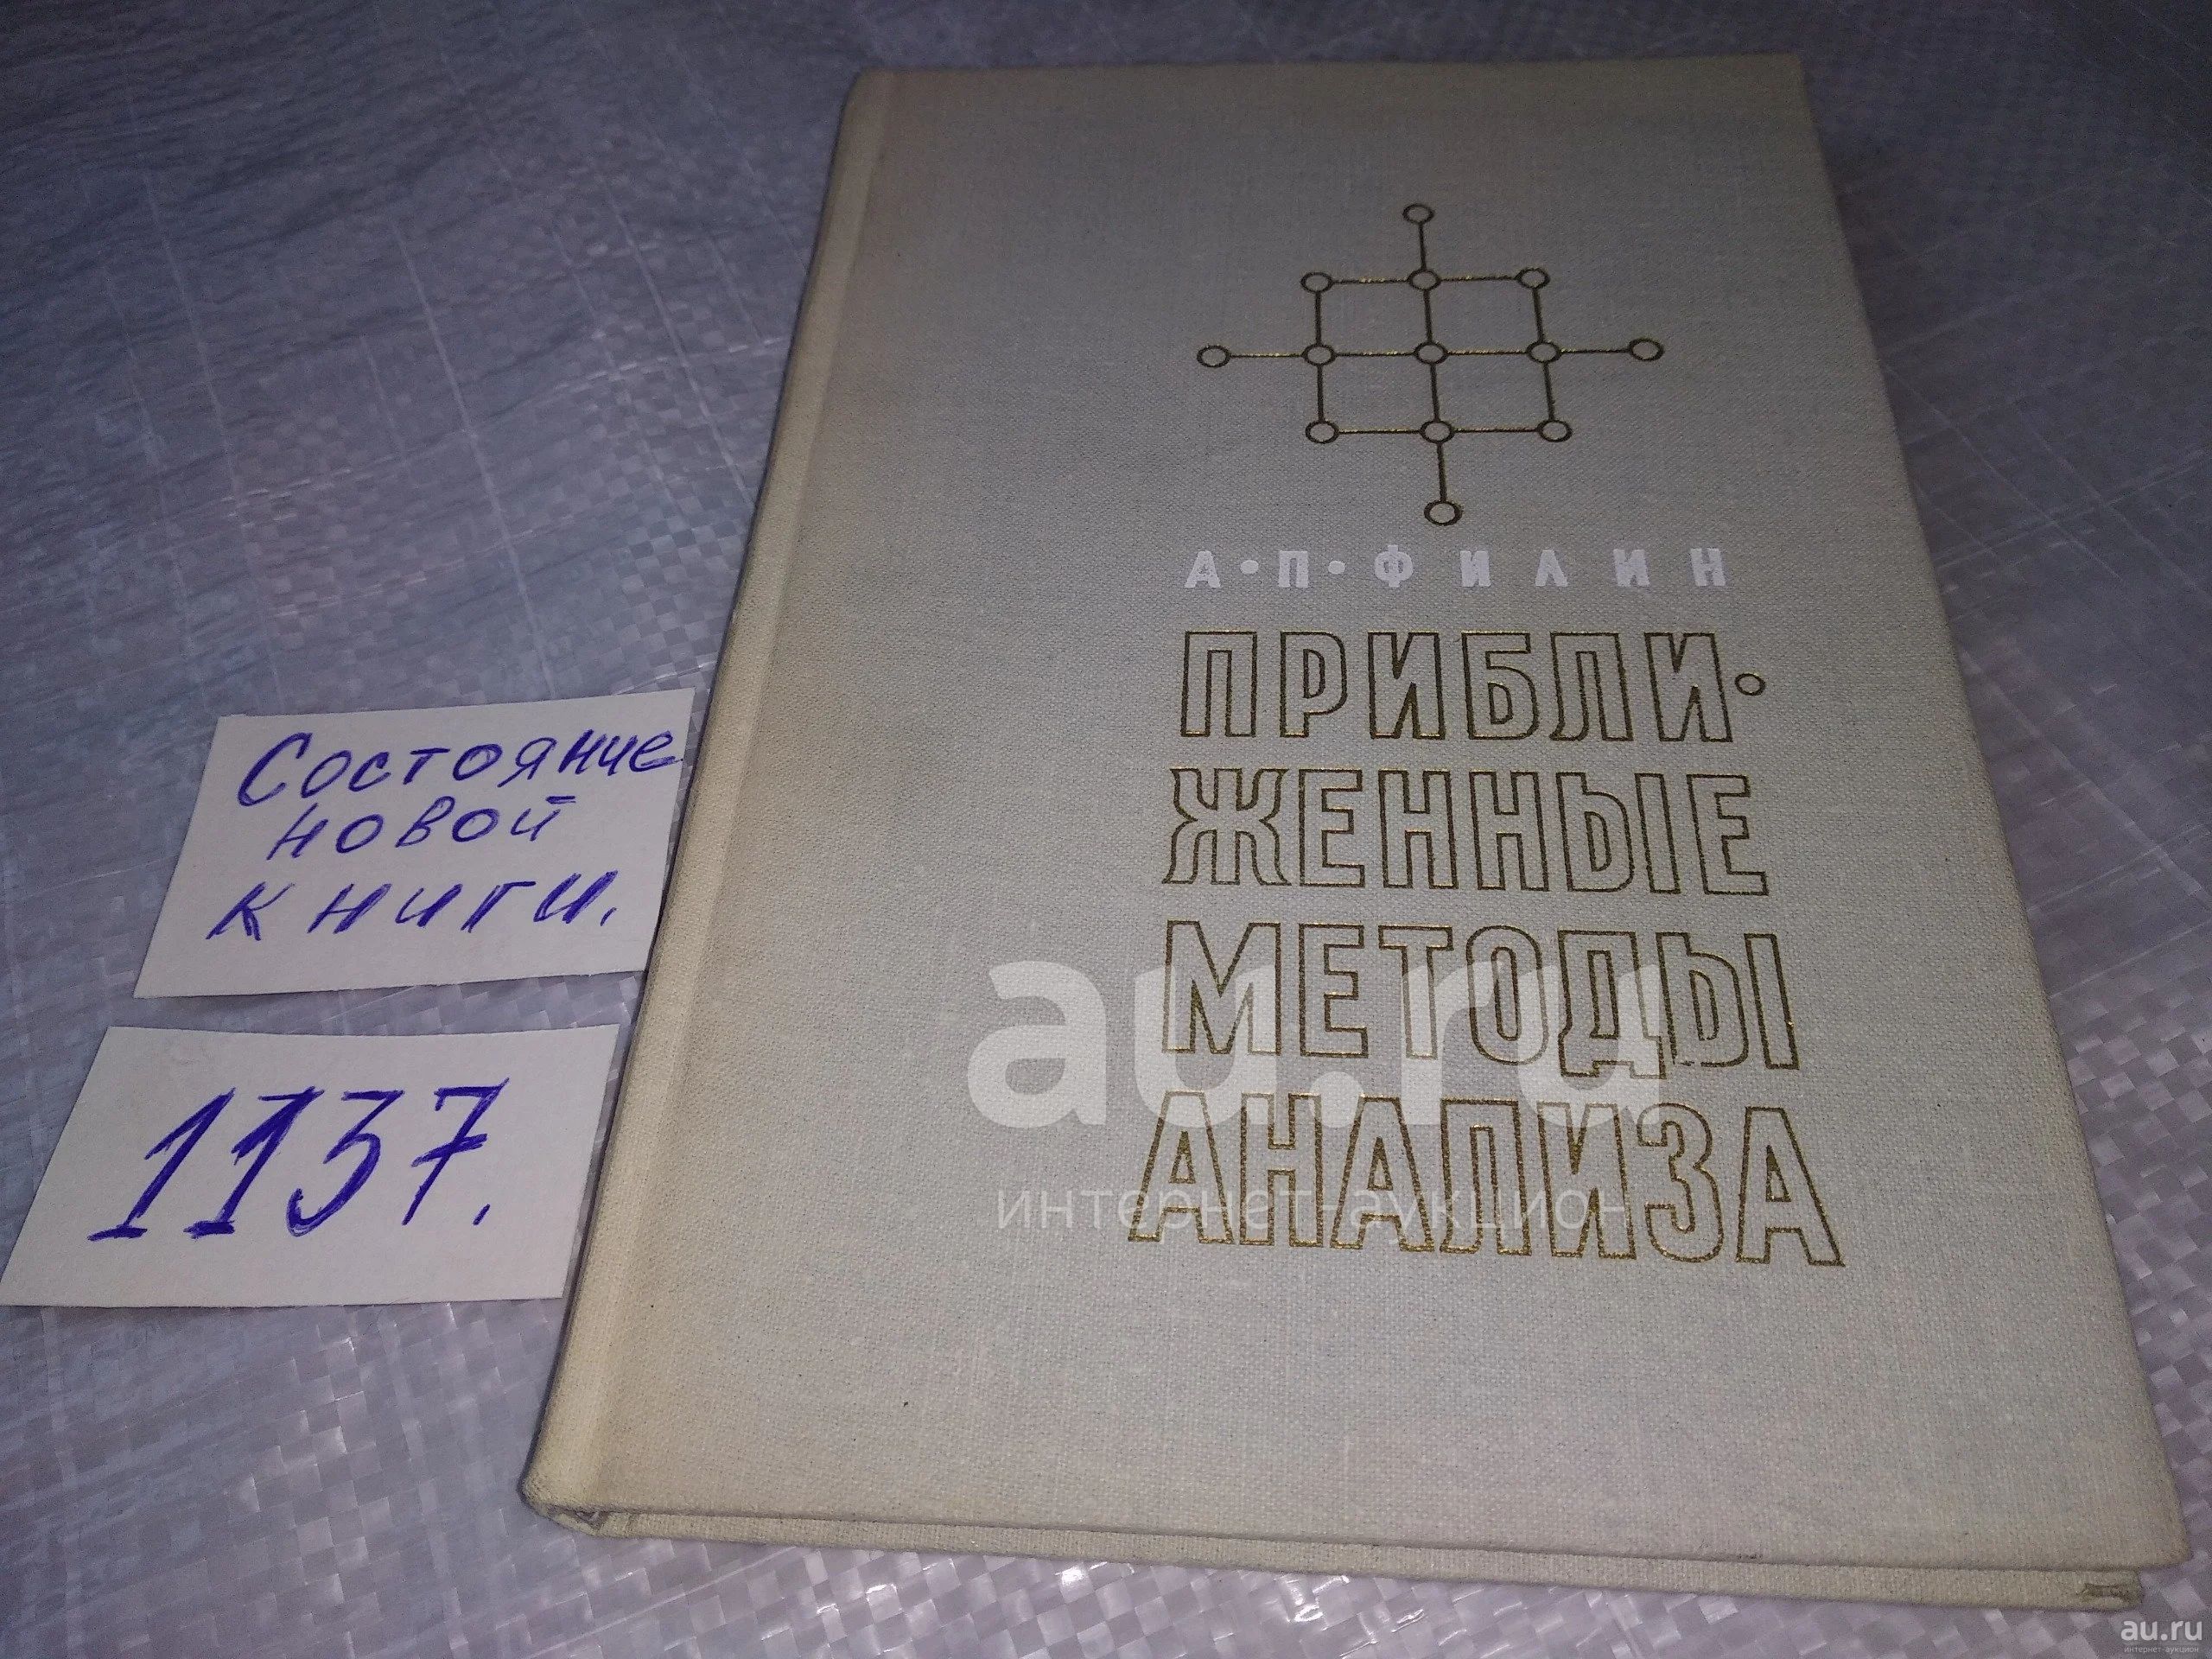 А·П·ФИЛИН
ПРИБЛИ·
ЖЕННЫЕ
МЕТОДЫ
АНАЛИЗА
Состояние
новой
книги.
1137.
au.ru
интернет-аукцион
au.ru
интернет-аукцион